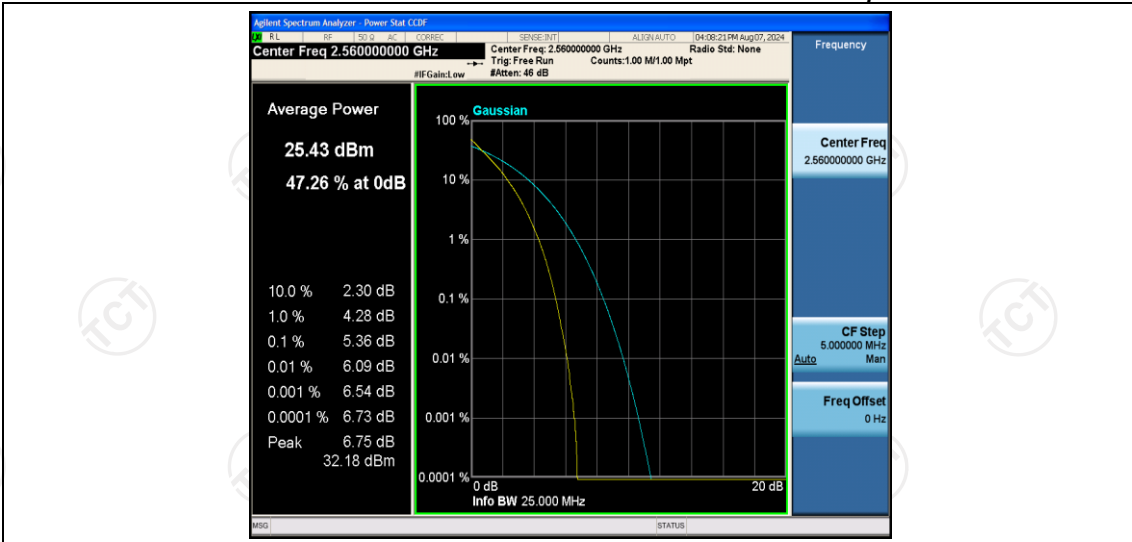 Agilent Spectrum Analyzer - Power Stat CCDF
LXI RL RF 50 Ω AC CORREC SENSE:INT ALIGN AUTO 04:08:21 PM Aug 07, 2024
Center Freq 2.560000000 GHz
Center Freq: 2.560000000 GHz Radio Std: None
Trig: Free Run Counts:1.00 M/1.00 Mpt
#IFGain:Low #Atten: 46 dB
Frequency
Average Power
25.43 dBm
47.26 % at 0dB
10.0 % 2.30 dB
1.0 % 4.28 dB
0.1 % 5.36 dB
0.01 % 6.09 dB
0.001 % 6.54 dB
0.0001 % 6.73 dB
Peak 6.75 dB
32.18 dBm
Gaussian
100 %
10 %
1 %
0.1 %
0.01 %
0.001 %
0.0001 %
0 dB 20 dB
Info BW 25.000 MHz
Center Freq
2.560000000 GHz
CF Step
5.000000 MHz
Auto Man
Freq Offset
0 Hz
MSG STATUS
TCT
TCT